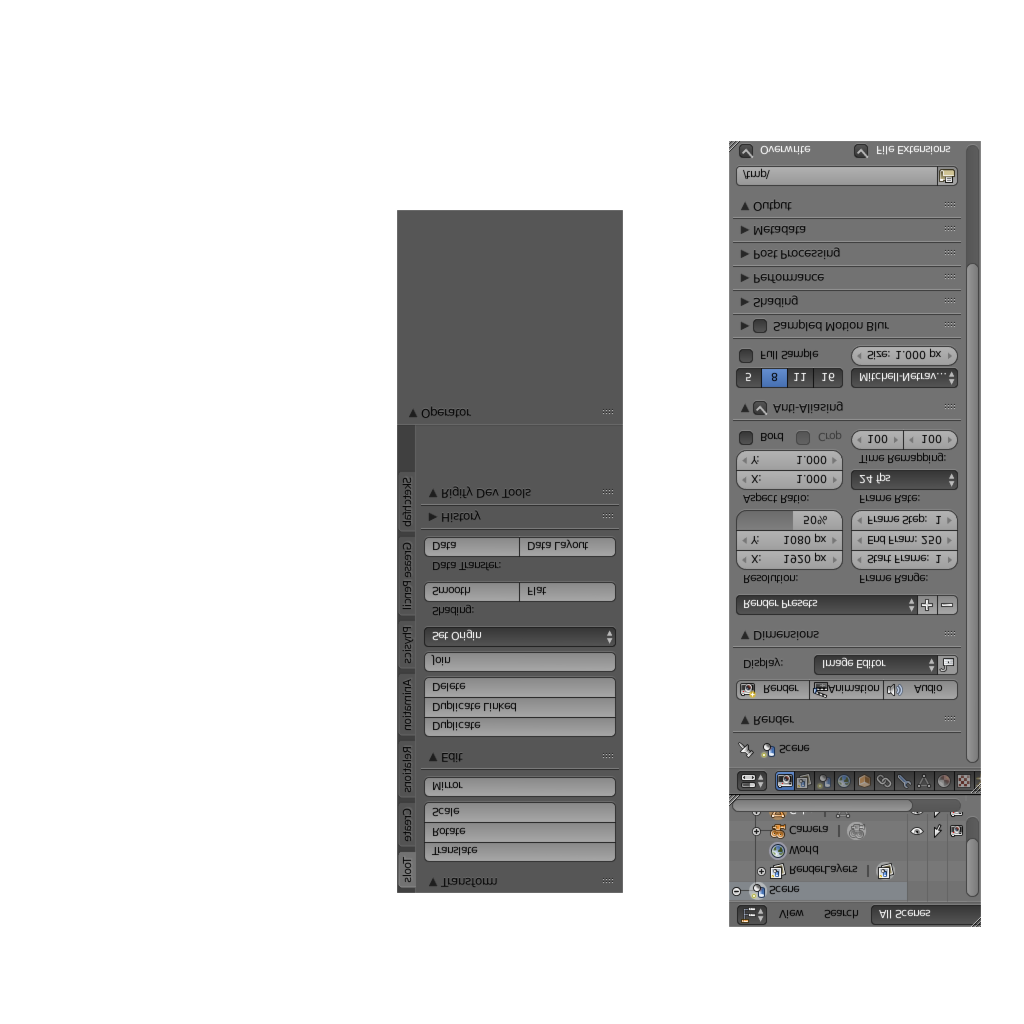 Tools
Create
Relations
Animation
Physics
Grease Pencil
Sketchfab
Transform
Translate
Rotate
Scale
Mirror
Edit
Duplicate
Duplicate Linked
Delete
Join
Set Origin
Shading:
Smooth Flat
Data Transfer:
Data Data Layout
History
Rigify Dev Tools
Operator
View Search All Scenes
Scene
RenderLayers
World
Camera
Scene
Render
Render Animation Audio
Display: Image Editor
Dimensions
Render Presets
Resolution: Frame Range:
X: 1920 px Start Frame: 1
Y: 1080 px End Fram: 250
50% Frame Step: 1
Aspect Ratio: Frame Rate:
X: 1.000 24 fps
Y: 1.000 Time Remapping:
Bord Crop 100 100
Anti-Aliasing
5 8 11 16 Mitchell-Netrav...
Full Sample Size: 1.000 px
Sampled Motion Blur
Shading
Performance
Post Processing
Metadata
Output
/tmp\
Overwrite File Extensions